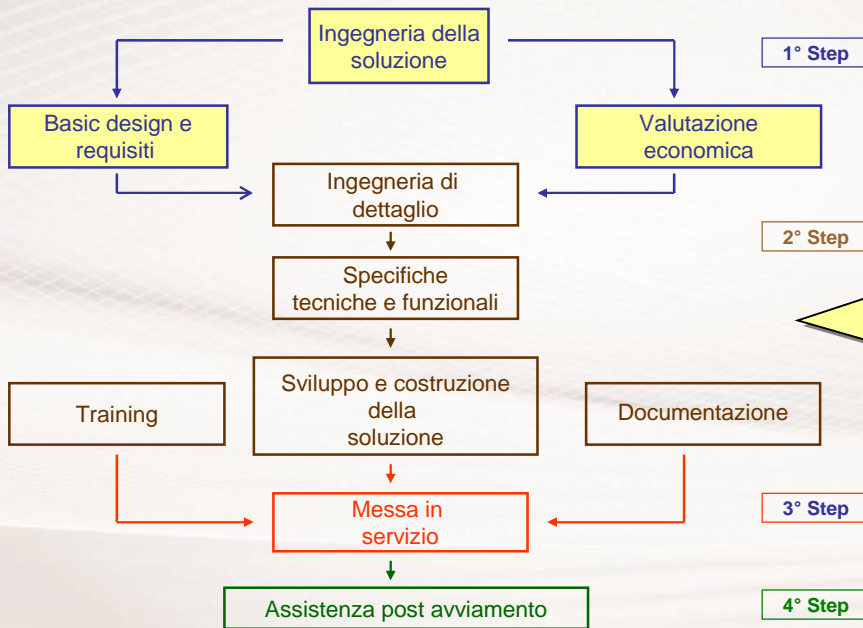 Ingegneria della
soluzione
1° Step
Basic design e
requisiti
Valutazione
economica
Ingegneria di
dettaglio
2° Step
Specifiche
tecniche e funzionali
Training
Sviluppo e costruzione
della
soluzione
Documentazione
Messa in
servizio
3° Step
Assistenza post avviamento
4° Step